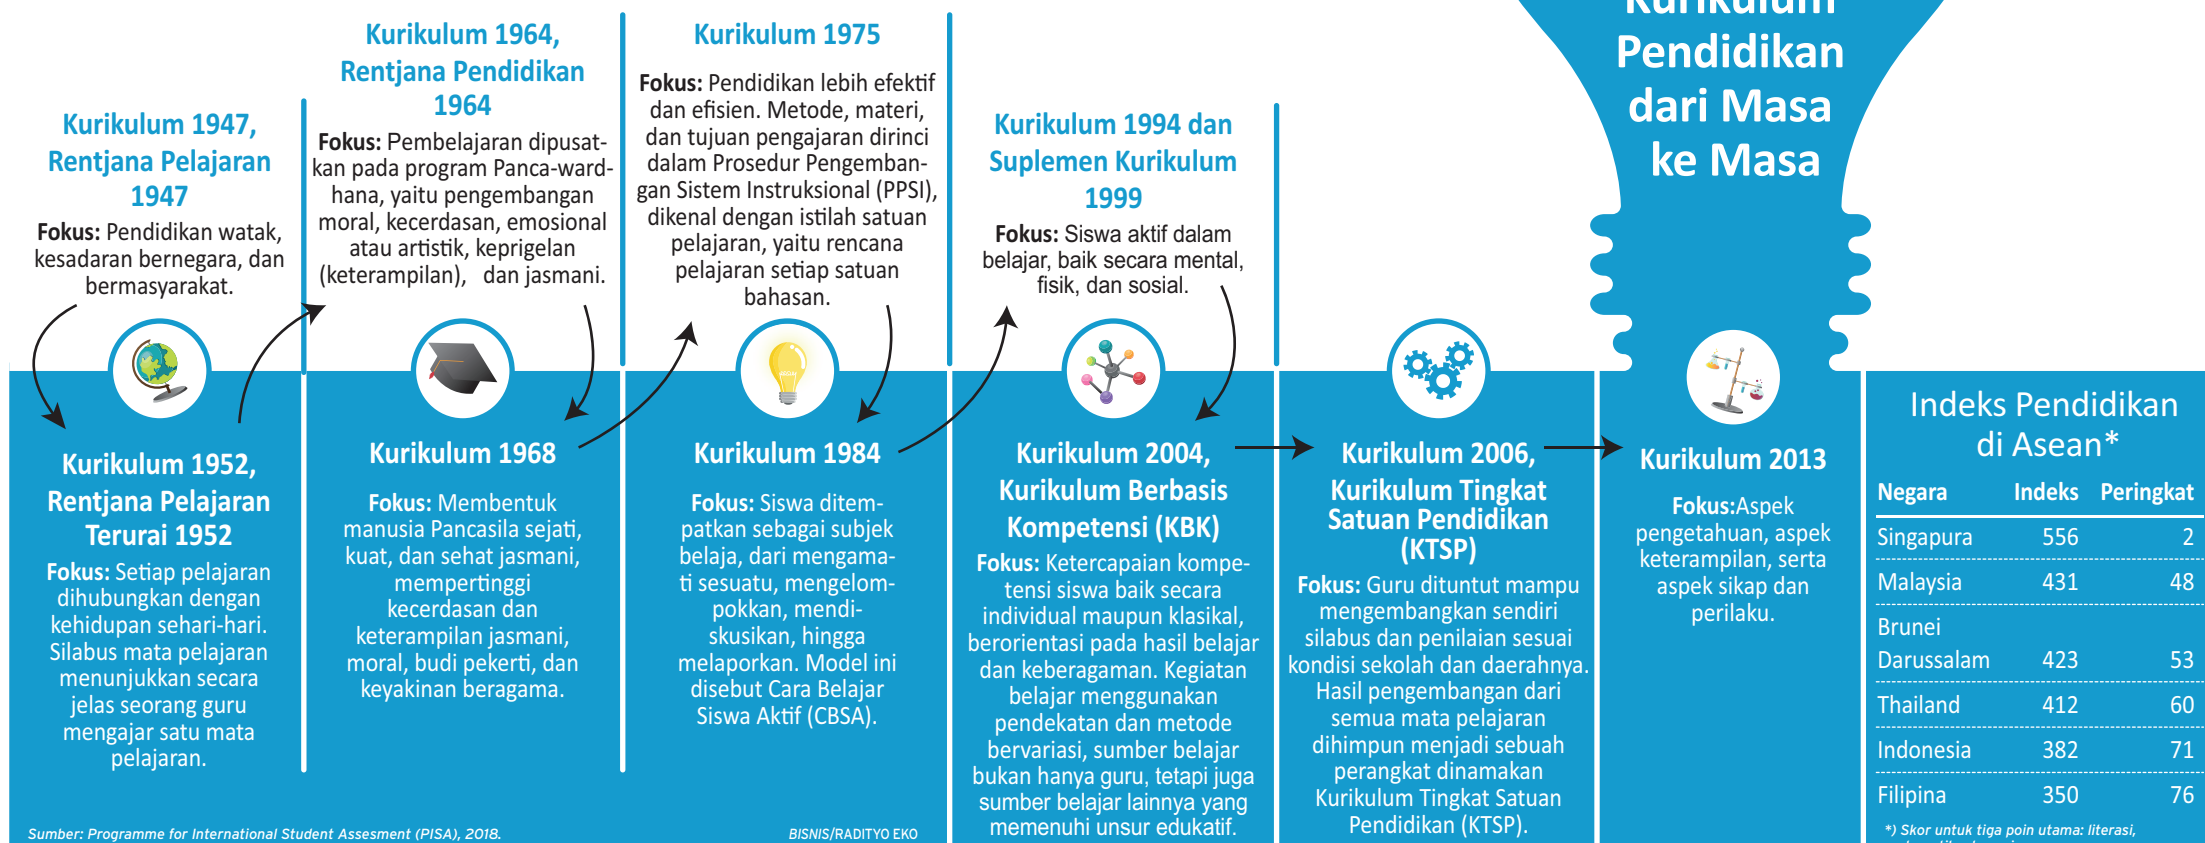 Kurikulum
Pendidikan
dari Masa
ke Masa
Kurikulum 1947,
Rentjana Pelajaran
1947
Fokus: Pendidikan watak,
kesadaran bernegara, dan
bermasyarakat.
Kurikulum 1952,
Rentjana Pelajaran
Terurai 1952
Fokus: Setiap pelajaran
dihubungkan dengan
kehidupan sehari-hari.
Silabus mata pelajaran
menunjukkan secara
jelas seorang guru
mengajar satu mata
pelajaran.
Kurikulum 1964,
Rentjana Pendidikan
1964
Fokus: Pembelajaran dipusat-
kan pada program Panca-ward-
hana, yaitu pengembangan
moral, kecerdasan, emosional
atau artistik, keprigelan
(keterampilan), dan jasmani.
Kurikulum 1968
Fokus: Membentuk
manusia Pancasila sejati,
kuat, dan sehat jasmani,
mempertinggi
kecerdasan dan
keterampilan jasmani,
moral, budi pekerti, dan
keyakinan beragama.
Kurikulum 1975
Fokus: Pendidikan lebih efektif
dan efisien. Metode, materi,
dan tujuan pengajaran dirinci
dalam Prosedur Pengemban-
gan Sistem Instruksional (PPSI),
dikenal dengan istilah satuan
pelajaran, yaitu rencana
pelajaran setiap satuan
bahasan.
Kurikulum 1984
Fokus: Siswa ditem-
patkan sebagai subjek
belaja, dari mengama-
ti sesuatu, mengelom-
pokkan, mendi-
skusikan, hingga
melaporkan. Model ini
disebut Cara Belajar
Siswa Aktif (CBSA).
Kurikulum 1994 dan
Suplemen Kurikulum
1999
Fokus: Siswa aktif dalam
belajar, baik secara mental,
fisik, dan sosial.
Kurikulum 2004,
Kurikulum Berbasis
Kompetensi (KBK)
Fokus: Ketercapaian kompe-
tensi siswa baik secara
individual maupun klasikal,
berorientasi pada hasil belajar
dan keberagaman. Kegiatan
belajar menggunakan
pendekatan dan metode
bervariasi, sumber belajar
bukan hanya guru, tetapi juga
sumber belajar lainnya yang
memenuhi unsur edukatif.
Kurikulum 2006,
Kurikulum Tingkat
Satuan Pendidikan
(KTSP)
Fokus: Guru dituntut mampu
mengembangkan sendiri
silabus dan penilaian sesuai
kondisi sekolah dan daerahnya.
Hasil pengembangan dari
semua mata pelajaran
dihimpun menjadi sebuah
perangkat dinamakan
Kurikulum Tingkat Satuan
Pendidikan (KTSP).
Kurikulum 2013
Fokus:Aspek
pengetahuan, aspek
keterampilan, serta
aspek sikap dan
perilaku.
Indeks Pendidikan
di Asean*
Negara Indeks Peringkat
Singapura 556 2
Malaysia 431 48
Brunei
Darussalam 423 53
Thailand 412 60
Indonesia 382 71
Filipina 350 76
*) Skor untuk tiga poin utama: literasi,
Sumber: Programme for International Student Assesment (PISA), 2018.
BISNIS/RADITYO EKO